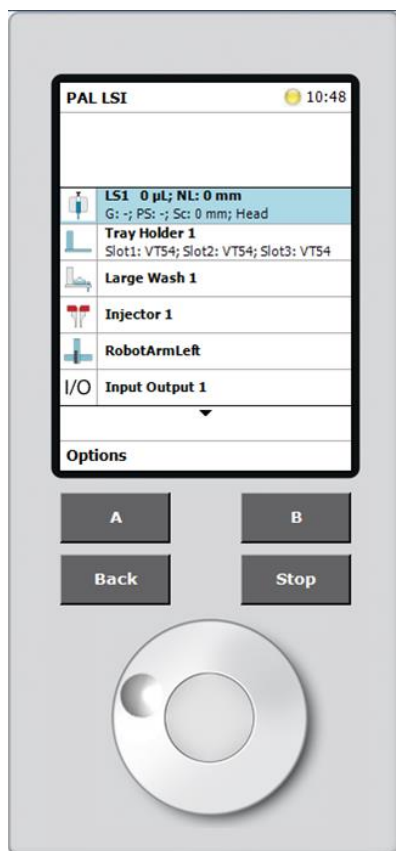 PAL LSI 10:48
LS1 0 µL; NL: 0 mm
G: -; PS: -; Sc: 0 mm; Head
Tray Holder 1
Slot1: VT54; Slot2: VT54; Slot3: VT54
Large Wash 1
Injector 1
RobotArmLeft
I/O Input Output 1
Options
A B
Back Stop